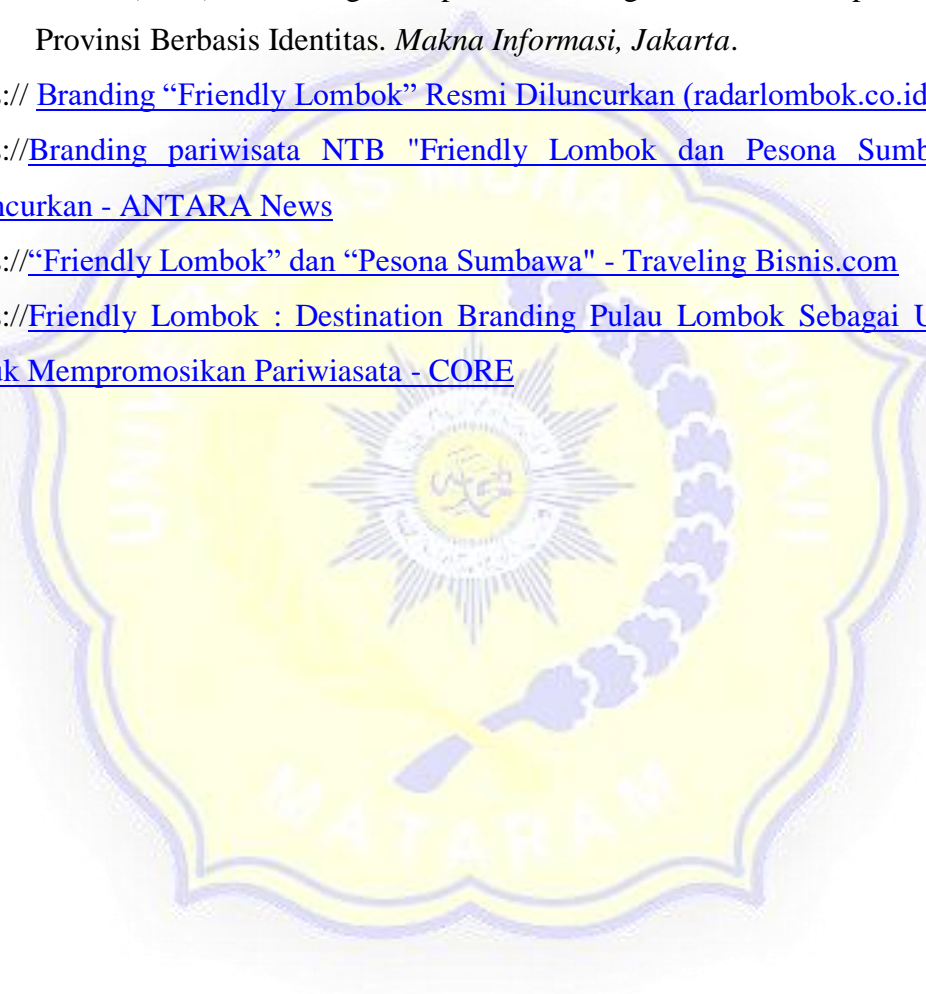 Provinsi Berbasis Identitas. Makna Informasi, Jakarta.
:// Branding “Friendly Lombok” Resmi Diluncurkan (radarlombok.co.id
://Branding pariwisata NTB "Friendly Lombok dan Pesona Sumb
ncurkan - ANTARA News
://“Friendly Lombok” dan “Pesona Sumbawa" - Traveling Bisnis.com
://Friendly Lombok : Destination Branding Pulau Lombok Sebagai U
uk Mempromosikan Pariwiasata - CORE
MATARAM